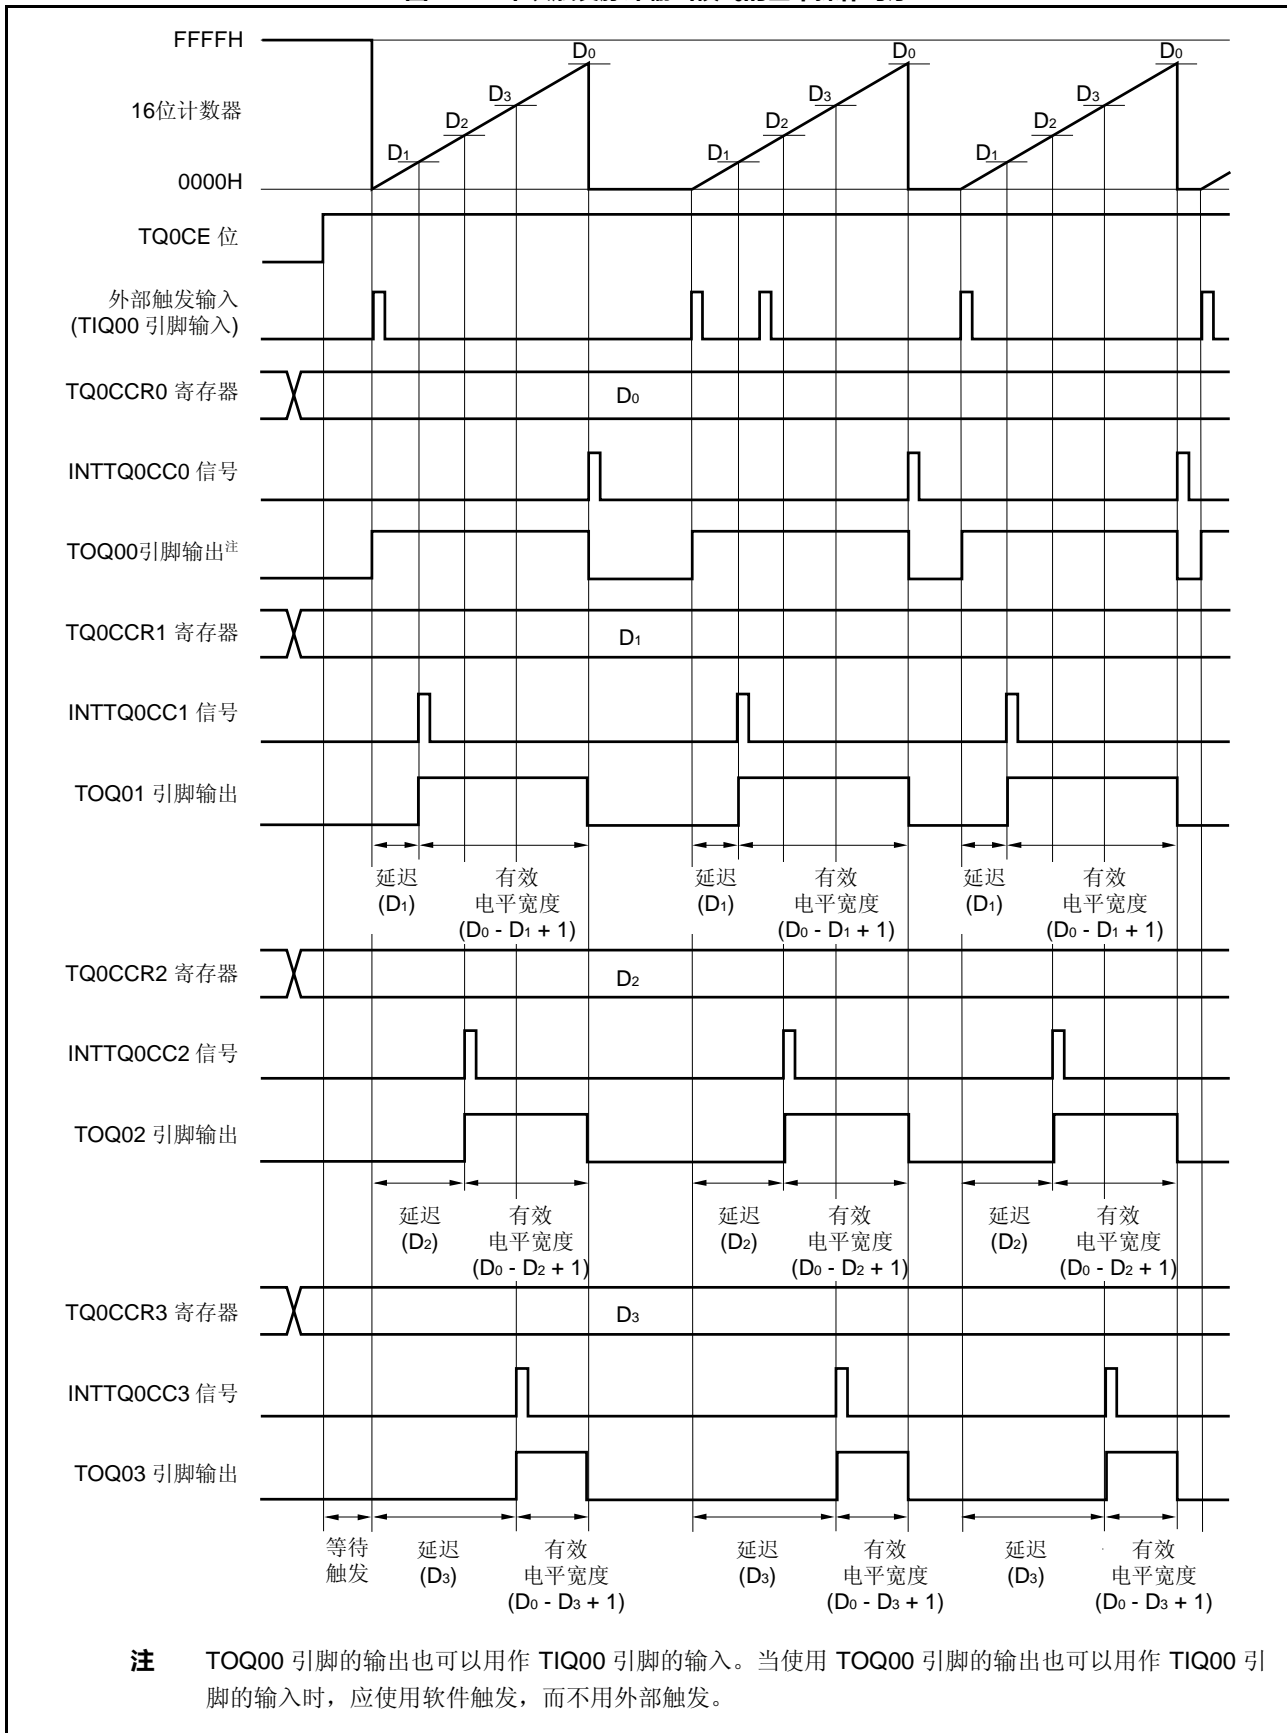 FFFFH
D0 D0 D0
D3 D3 D3
16位计数器
D2 D2 D2
D1 D1 D1
0000H
TQ0CE 位
外部触发输入
(TIQ00 引脚输入)
TQ0CCR0 寄存器
D0
INTTQ0CC0 信号
TOQ00引脚输出注
TQ0CCR1 寄存器
D1
INTTQ0CC1 信号
TOQ01 引脚输出
延迟 有效 延迟 有效 延迟 有效
(D1) 电平宽度 (D1) 电平宽度 (D1) 电平宽度
(D0 - D1 + 1) (D0 - D1 + 1) (D0 - D1 + 1)
TQ0CCR2 寄存器
D2
INTTQ0CC2 信号
TOQ02 引脚输出
延迟 有效 延迟 有效 延迟 有效
(D2) 电平宽度 (D2) 电平宽度 (D2) 电平宽度
(D0 - D2 + 1) (D0 - D2 + 1) (D0 - D2 + 1)
TQ0CCR3 寄存器
D3
INTTQ0CC3 信号
TOQ03 引脚输出
等待 延迟 有效 延迟 有效 延迟 有效
触发 (D3) 电平宽度 (D3) 电平宽度 (D3) 电平宽度
(D0 - D3 + 1) (D0 - D3 + 1) (D0 - D3 + 1)
注 TOQ00 引脚的输出也可以用作 TIQ00 引脚的输入。当使用 TOQ00 引脚的输出也可以用作 TIQ00 引
脚的输入时，应使用软件触发，而不用外部触发。